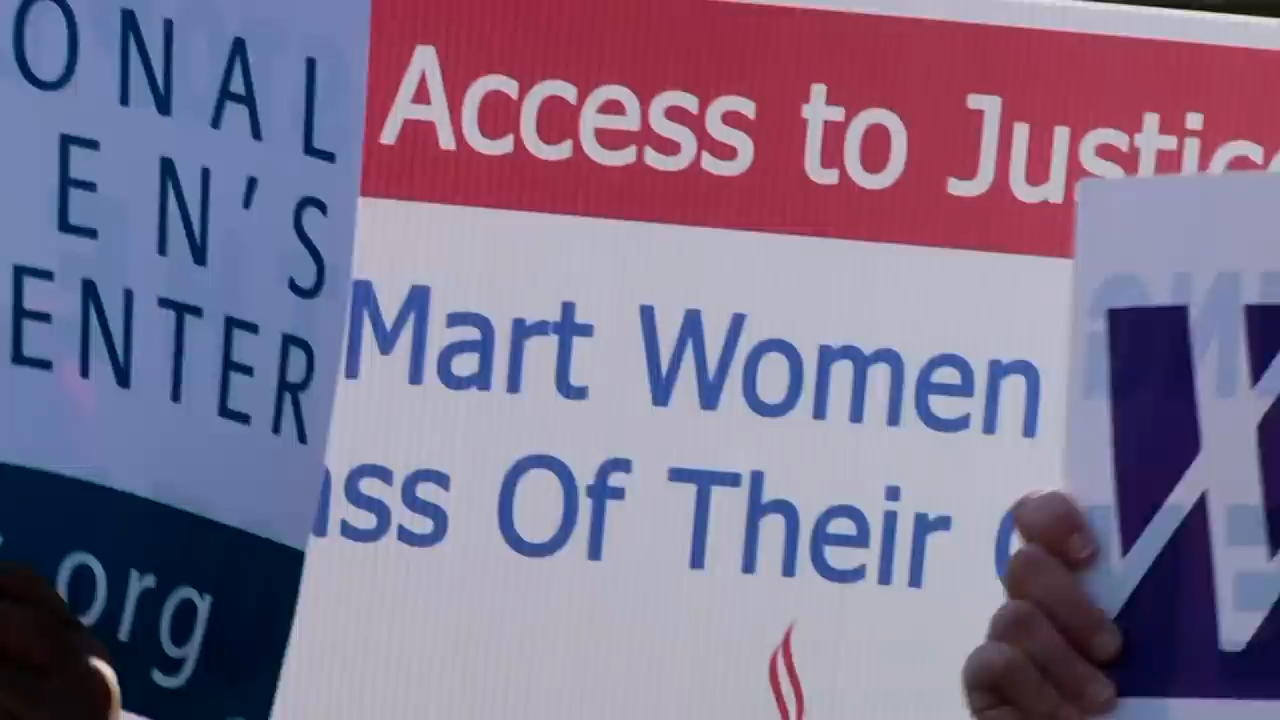 ONAL
EN'S
ENTER
org
Access to Justic
Mart Women
ass Of Their